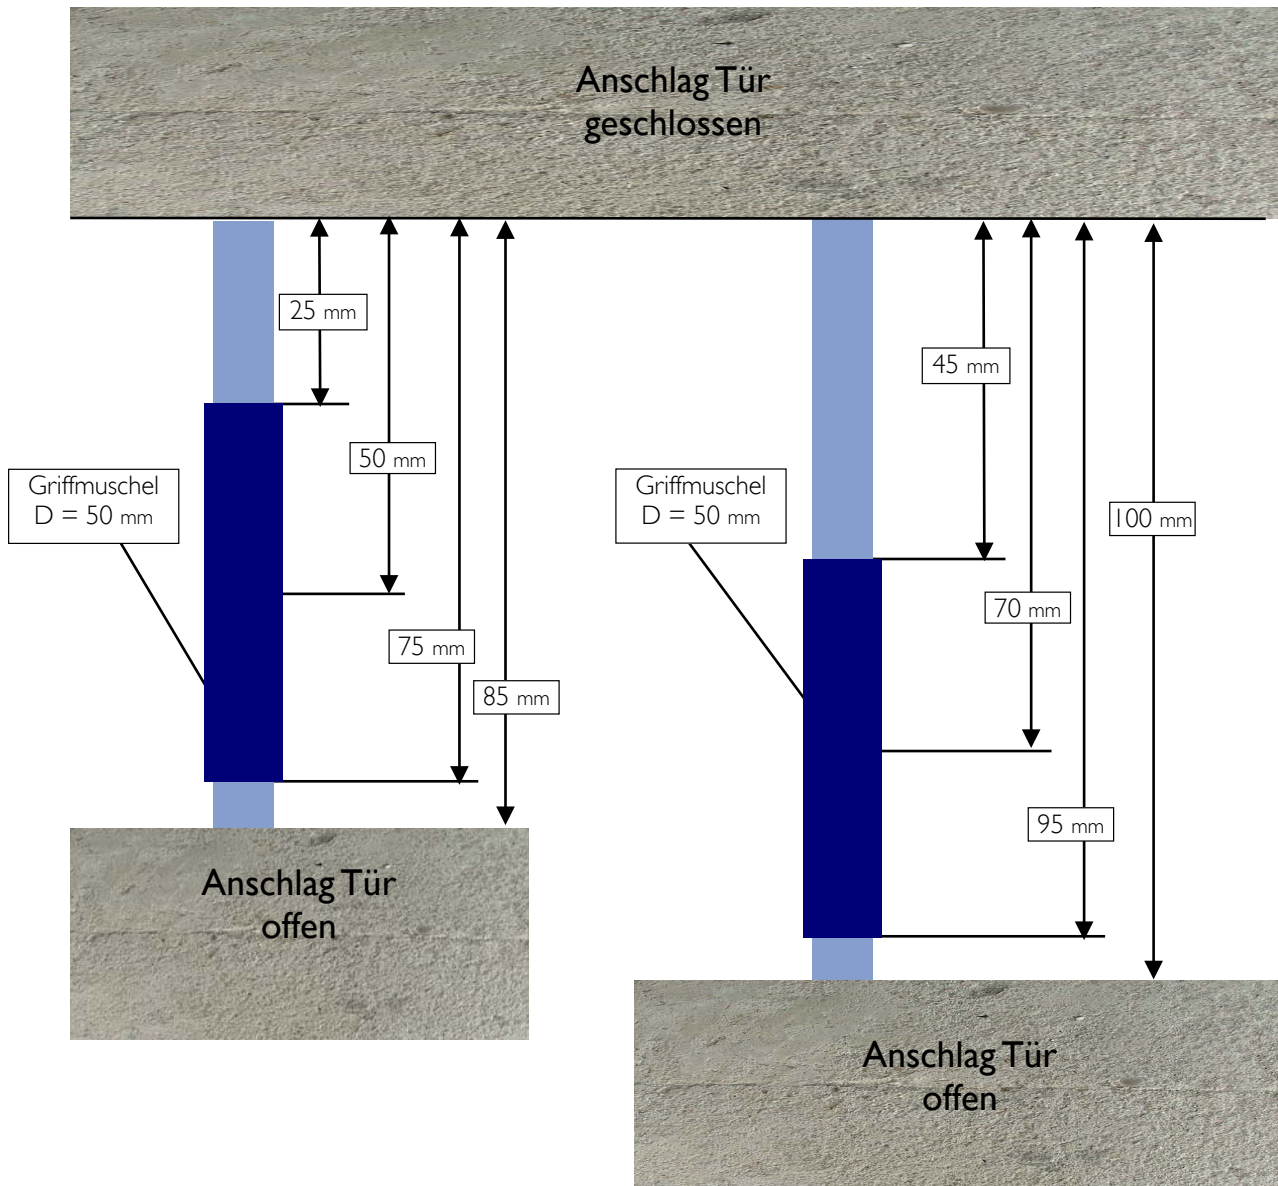 Anschlag Tür
geschlossen
25 mm
45 mm
50 mm
Griffmuschel
D = 50 mm
Griffmuschel
D = 50 mm
100 mm
70 mm
75 mm
85 mm
95 mm
Anschlag Tür
offen
Anschlag Tür
offen